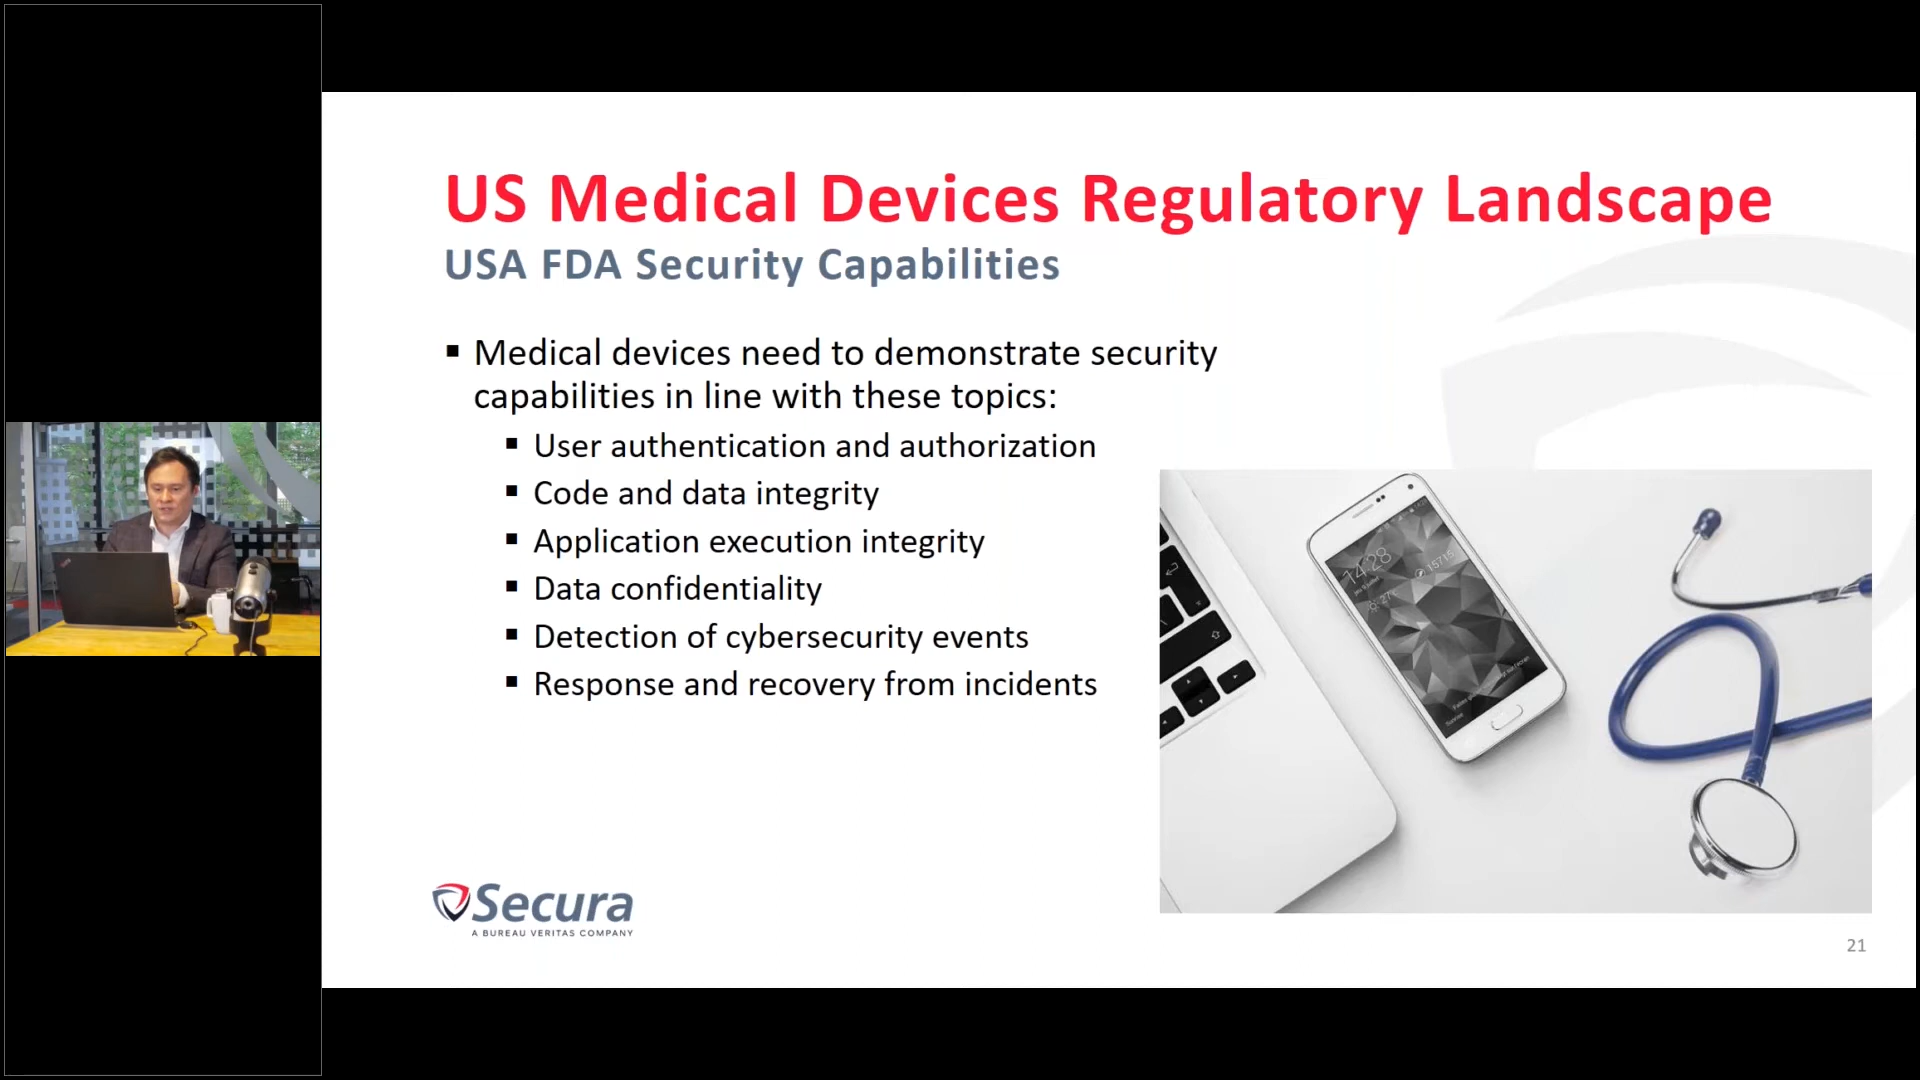 US Medical Devices Regulatory Landscape
USA FDA Security Capabilities
▪ Medical devices need to demonstrate security
capabilities in line with these topics:
▪ User authentication and authorization
▪ Code and data integrity
▪ Application execution integrity
▪ Data confidentiality
▪ Detection of cybersecurity events
▪ Response and recovery from incidents
14:28
Secura
A BUREAU VERITAS COMPANY
21